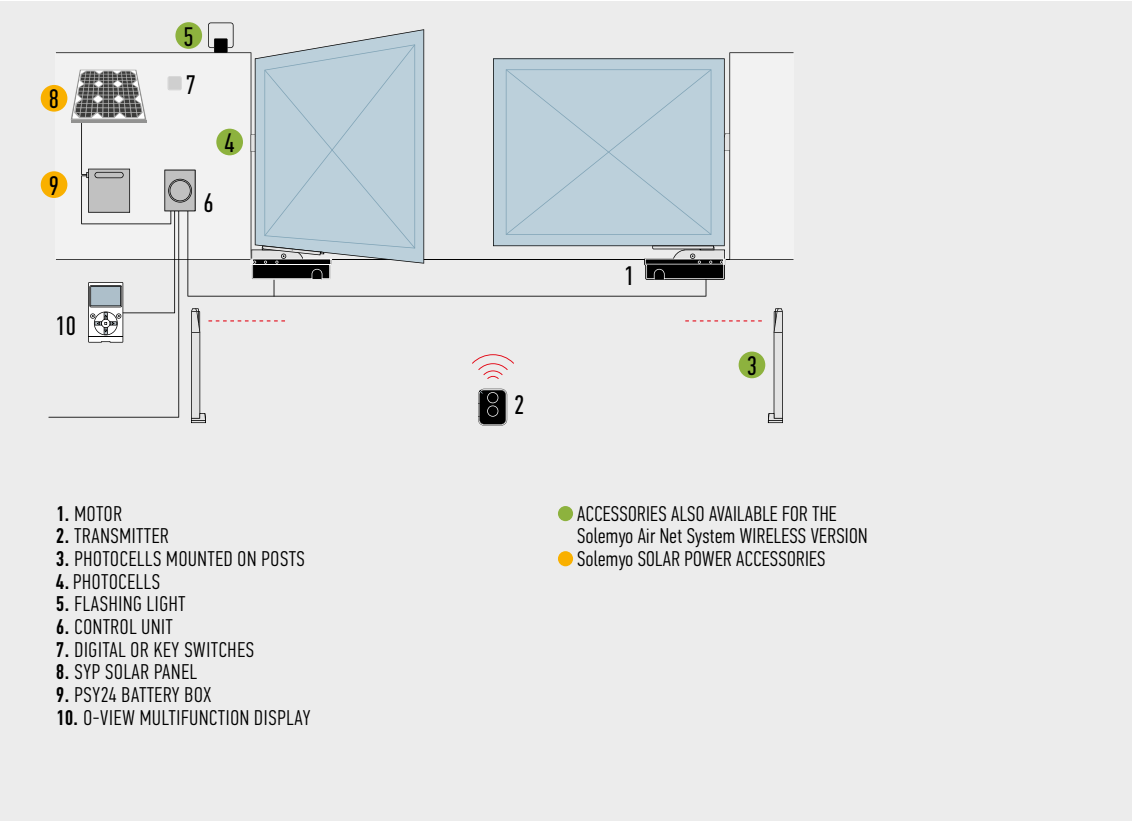 5
8
7
4
9
6
1
10
3
2
1. MOTOR
2. TRANSMITTER
3. PHOTOCELLS MOUNTED ON POSTS
4. PHOTOCELLS
5. FLASHING LIGHT
6. CONTROL UNIT
7. DIGITAL OR KEY SWITCHES
8. SYP SOLAR PANEL
9. PSY24 BATTERY BOX
10. O-VIEW MULTIFUNCTION DISPLAY
ACCESSORIES ALSO AVAILABLE FOR THE
Solemyo Air Net System WIRELESS VERSION
Solemyo SOLAR POWER ACCESSORIES